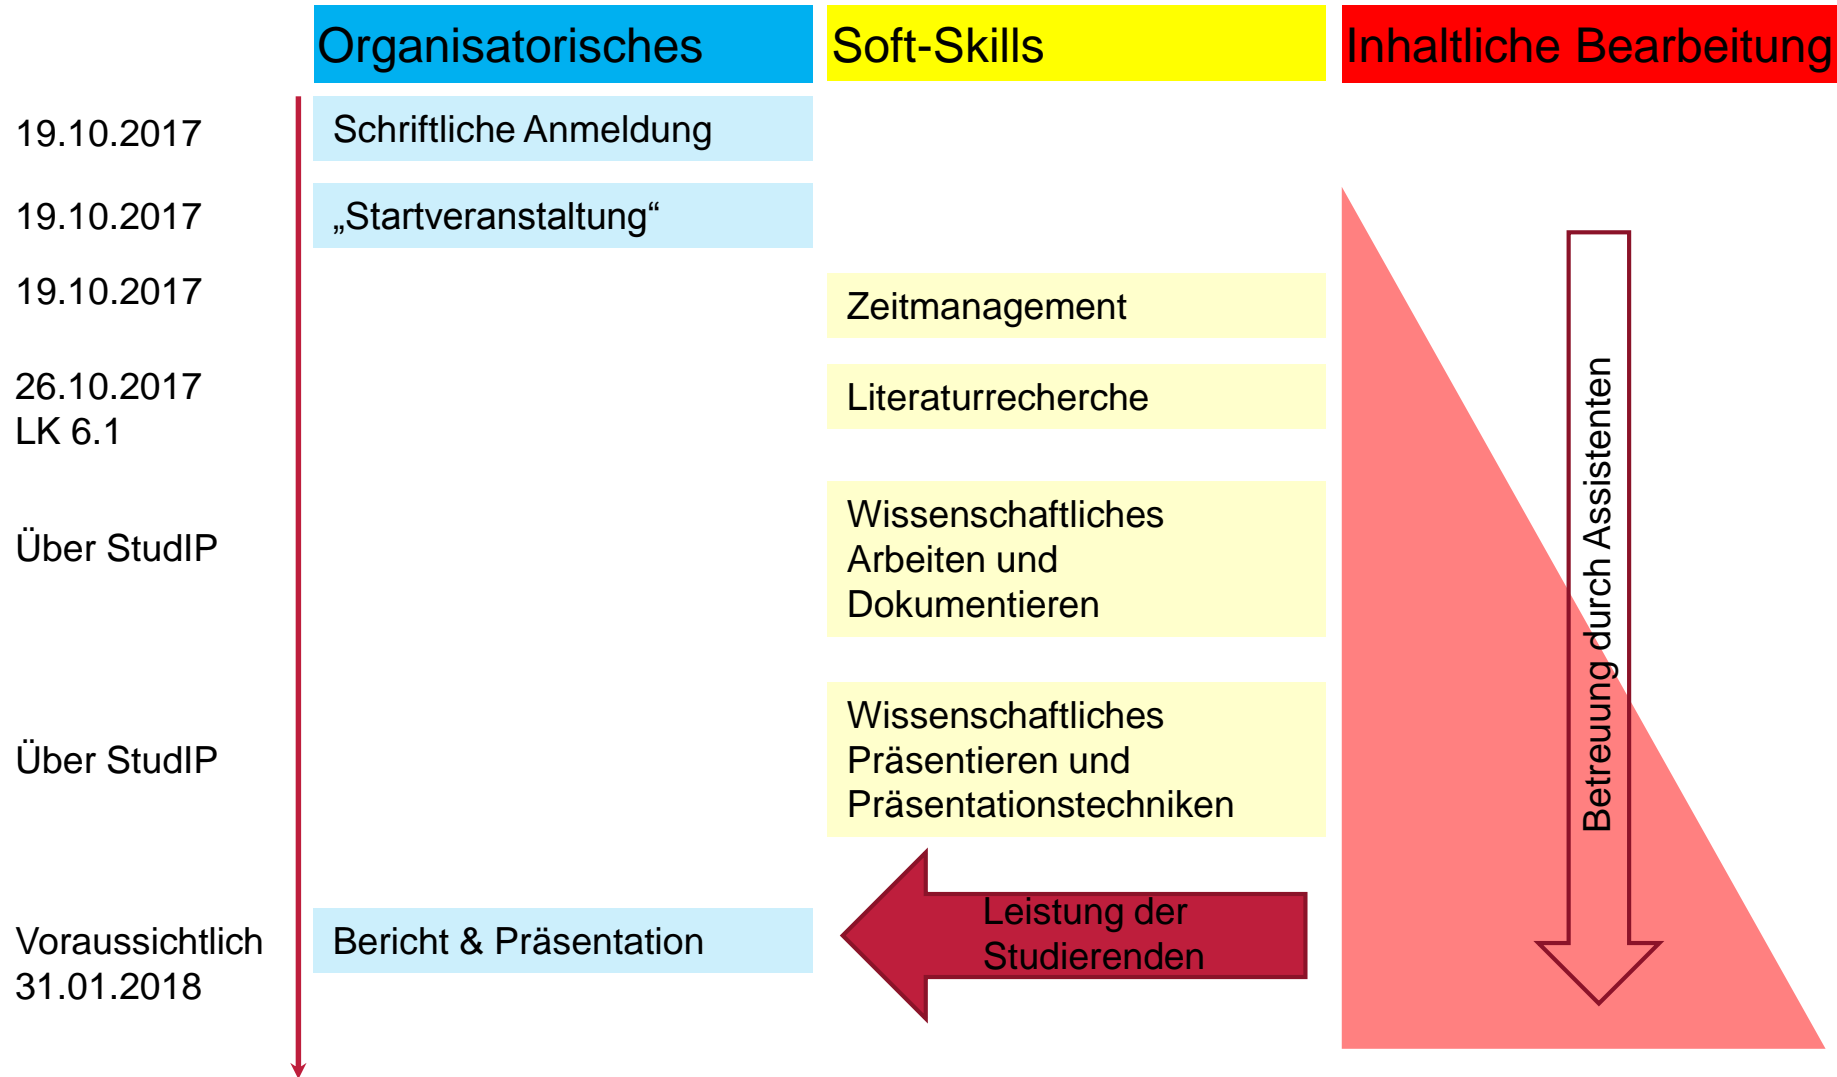 Organisatorisches
Soft-Skills
Inhaltliche Bearbeitung
19.10.2017
Schriftliche Anmeldung
19.10.2017
„Startveranstaltung“
19.10.2017
Zeitmanagement
26.10.2017
LK 6.1
Literaturrecherche
Über StudIP
Wissenschaftliches
Arbeiten und
Dokumentieren
Über StudIP
Wissenschaftliches
Präsentieren und
Präsentationstechniken
Voraussichtlich
31.01.2018
Bericht & Präsentation
Leistung der
Studierenden
Betreuung durch Assistenten